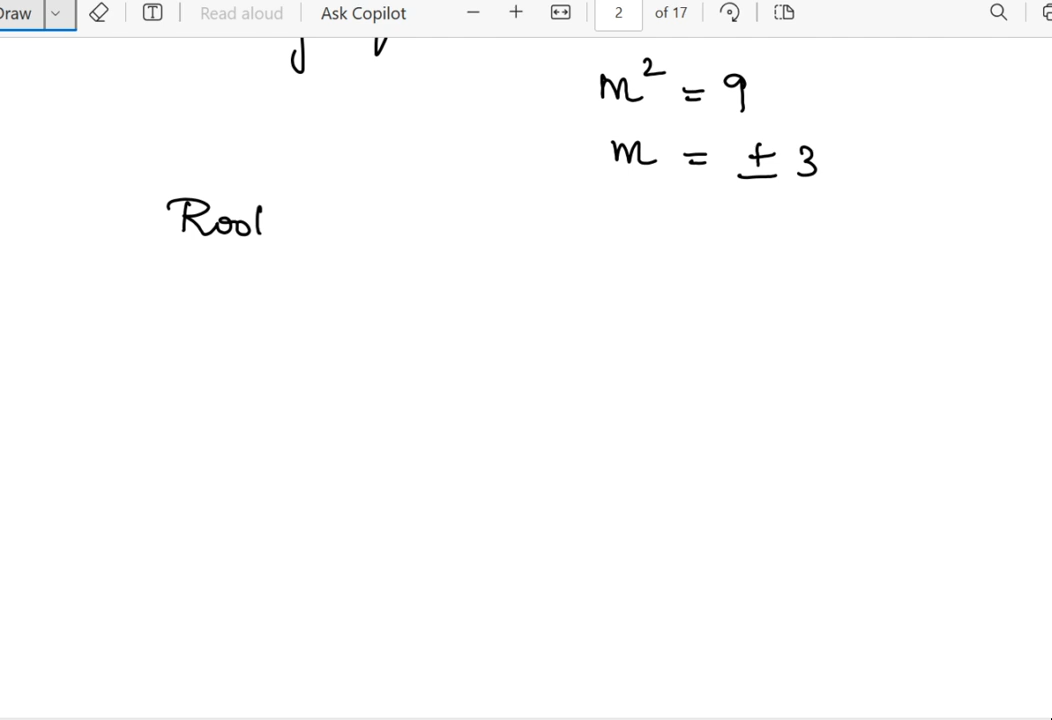 Draw Read aloud Ask Copilot 2 of 17
m² = 9
m = ± 3
Rool